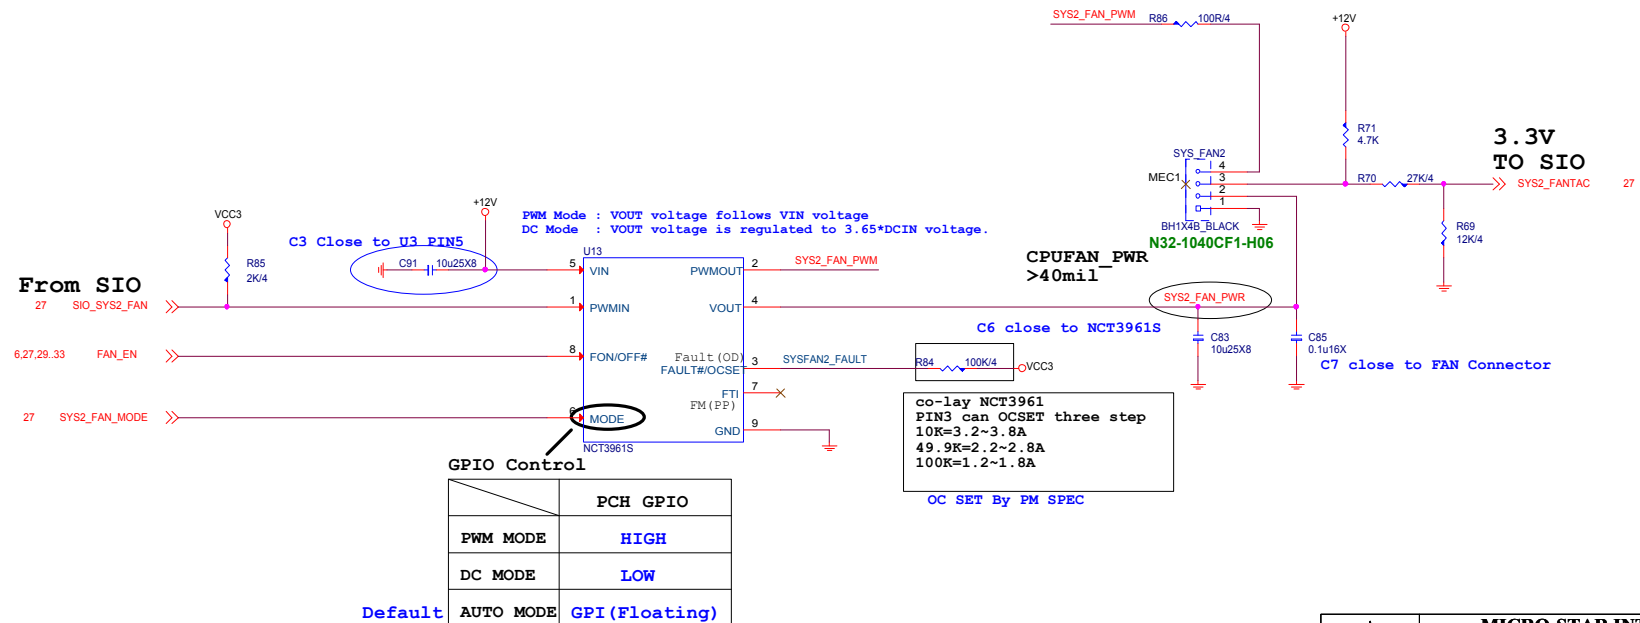 SYS2_FAN_PWM
R86
100R/4
+12V
R71
4.7K
3.3V
TO SIO
SYS_FAN2
4
3
2
1
MEC1
R70
27K/4
SYS2_FANTAC
27
BH1X4B_BLACK
N32-1040CF1-H06
R69
12K/4
VCC3
+12V
PWM Mode : VOUT voltage follows VIN voltage
DC Mode : VOUT voltage is regulated to 3.65*DCIN voltage.
C3 Close to U3 PIN5
C91
10u25X8
R85
2K/4
U13
5
VIN
PWMOUT
2
SYS2_FAN_PWM
CPUFAN_PWR
>40mil
From SIO
27
SIO_SYS2_FAN
1
PWMIN
VOUT
4
SYS2_FAN_PWR
C6 close to NCT3961S
C83
10u25X8
C85
0.1u16X
C7 close to FAN Connector
6,27,29..33
FAN_EN
8
FON/OFF#
Fault(OD)
FAULT#/OCSET
3
SYSFAN2_FAULT
R84
100K/4
VCC3
FTI
7
FM(PP)
27
SYS2_FAN_MODE
6
MODE
GND
9
NCT3961S
co-lay NCT3961
PIN3 can OCSET three step
10K=3.2~3.8A
49.9K=2.2~2.8A
100K=1.2~1.8A
OC SET By PM SPEC
GPIO Control
PCH GPIO
PWM MODE
HIGH
DC MODE
LOW
Default
AUTO MODE
GPI(Floating)
MICRO-STAR INT